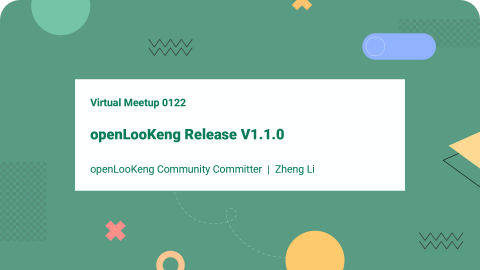 Virtual Meetup 0122
openLooKeng Release V1.1.0
openLooKeng Community Committer | Zheng Li